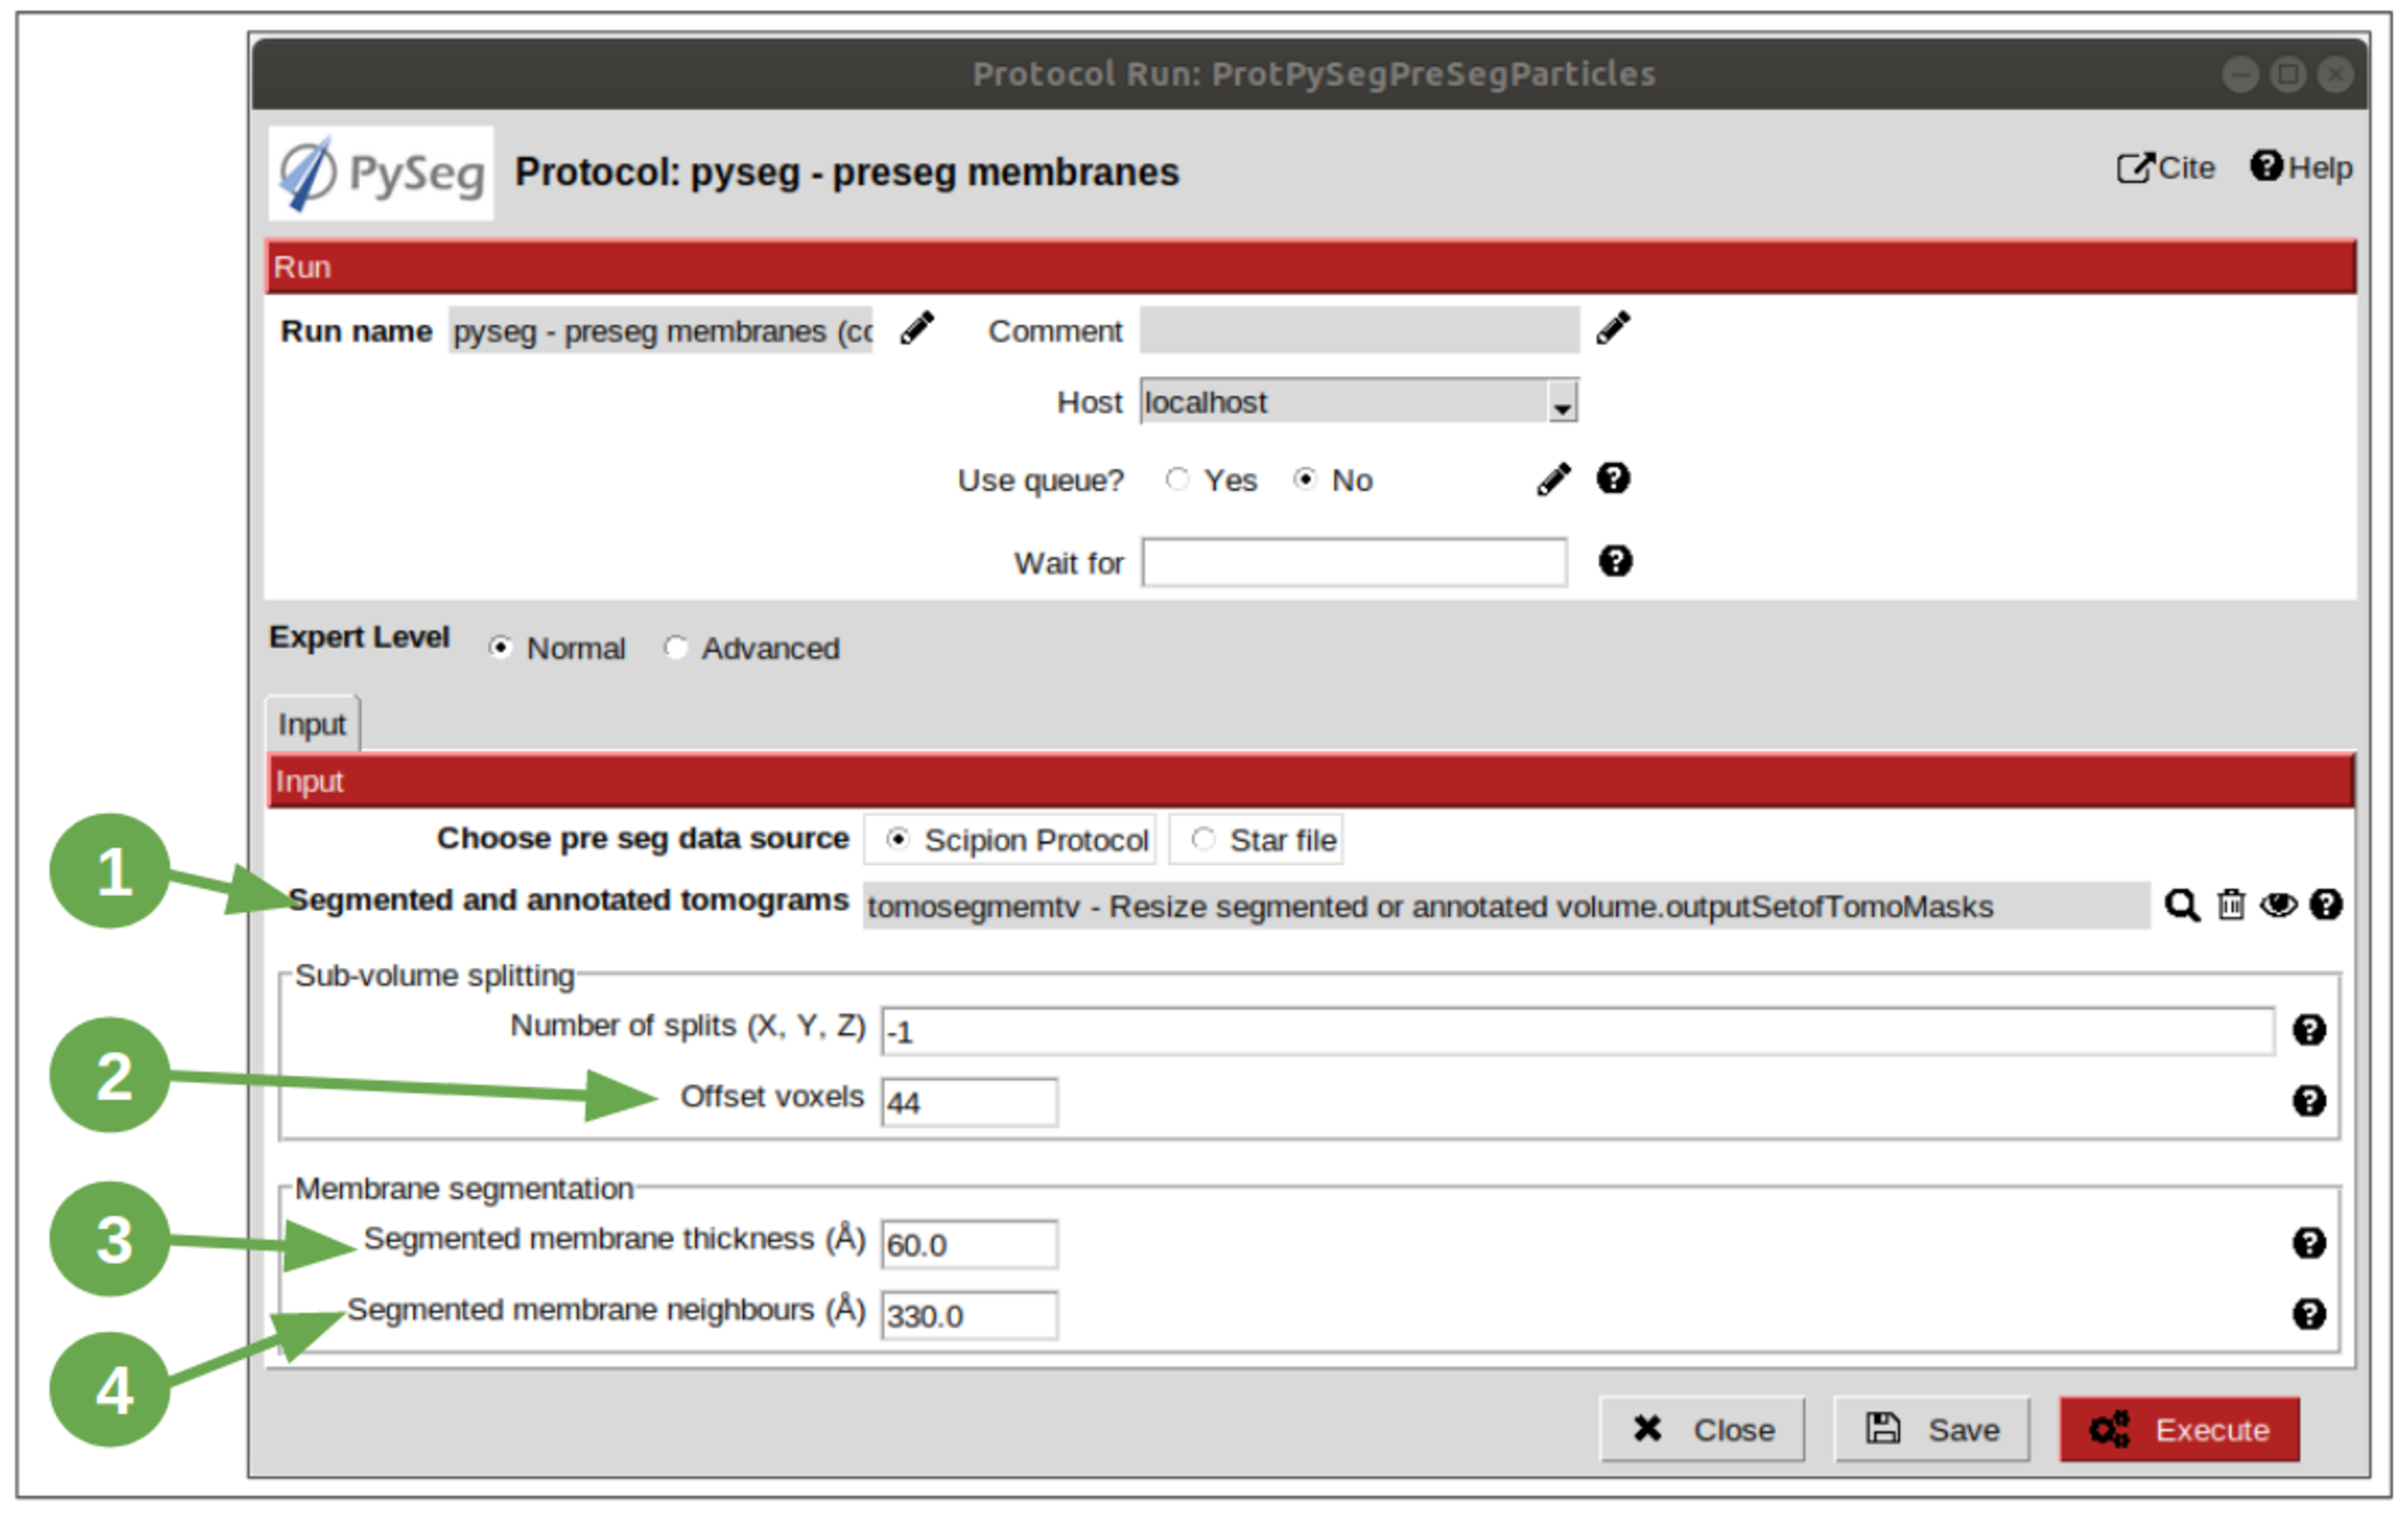 Protocol Run: ProtPySegPreSegParticles
PySeg Protocol: pyseg - preseg membranes Cite Help
Run
Run name pyseg - preseg membranes (co Comment
Host localhost
Use queue? Yes No
Wait for
Expert Level Normal Advanced
Input
Input
Choose pre seg data source Scipion Protocol Star file
1 Segmented and annotated tomograms tomosegmemtv - Resize segmented or annotated volume.outputSetofTomoMasks
Sub-volume splitting
Number of splits (X, Y, Z) -1
2 Offset voxels 44
Membrane segmentation
3 Segmented membrane thickness (Å) 60.0
4 Segmented membrane neighbours (Å) 330.0
Close Save Execute